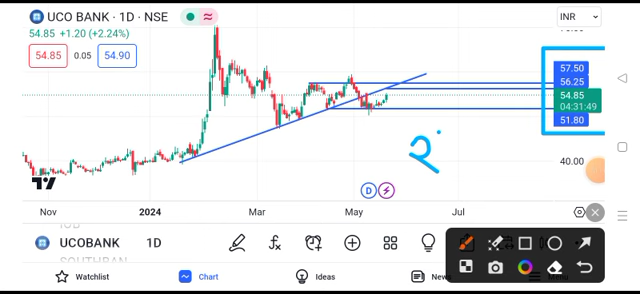 UCO BANK · 1D · NSE
INR
54.85 +1.20 (+2.24%)
54.85 0.05 54.90
57.50
56.25
54.85
04:31:49
51.80
40.00
Nov 2024 Mar May Jul
D
UCOBANK 1D
Watchlist Chart Ideas News